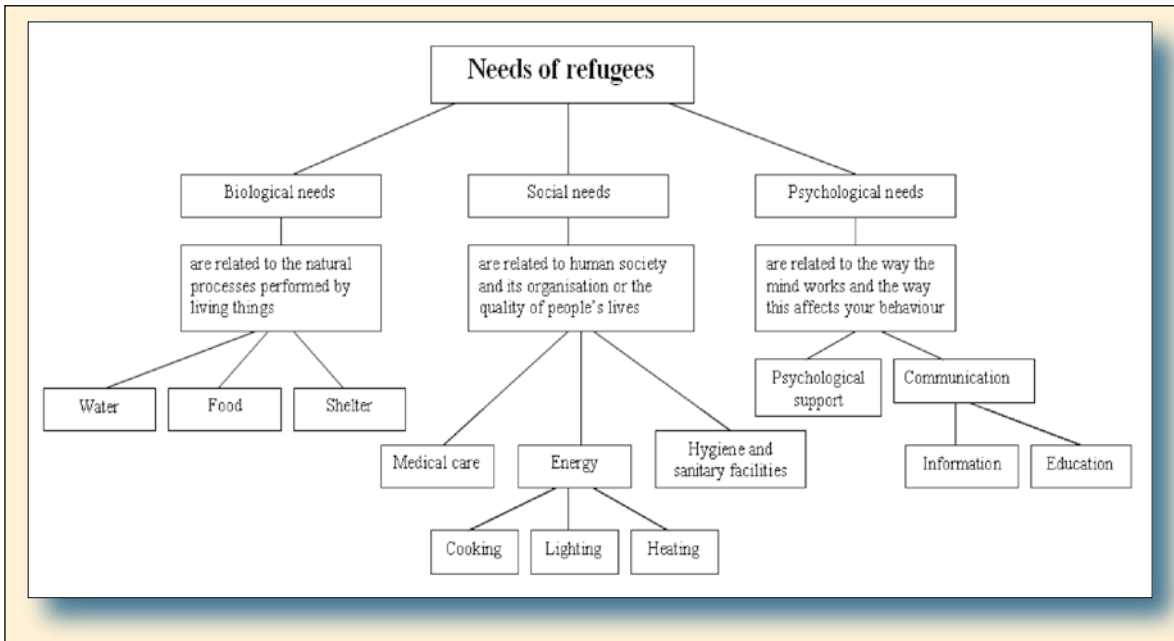 Needs of refugees
Biological needs
Social needs
Psychological needs
are related to the natural
processes performed by
living things
are related to human society
and its organisation or the
quality of people's lives
are related to the way the
mind works and the way
this affects your behaviour
Water
Food
Shelter
Medical care
Energy
Hygiene and
sanitary facilities
Psychological
support
Communication
Information
Education
Cooking
Lighting
Heating